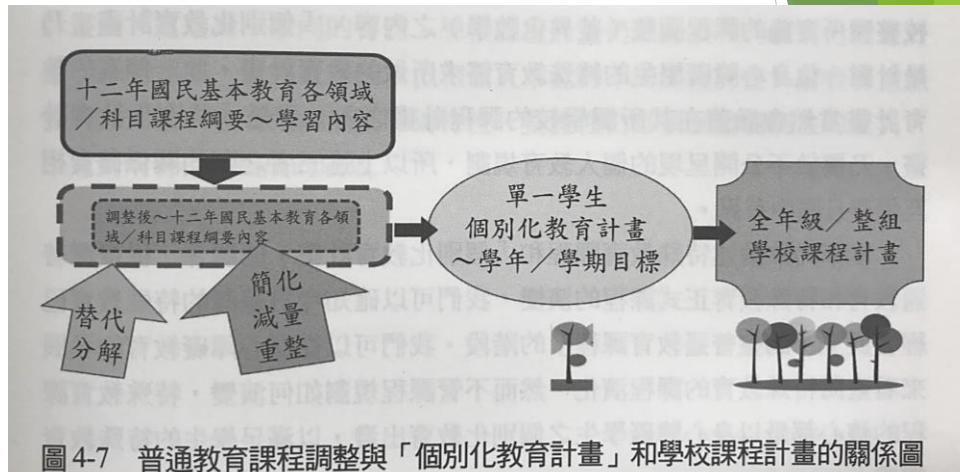 十二年國民基本教育各領域
／科目課程綱要～學習內容
調整後～十二年國民基本教育各領
域／科目課程綱要內容
替代
分解
簡化
減量
重整
單一學生
個別化教育計畫
～學年／學期目標
全年級／整組
學校課程計畫
圖 4-7 普通教育課程調整與「個別化教育計畫」和學校課程計畫的關係圖